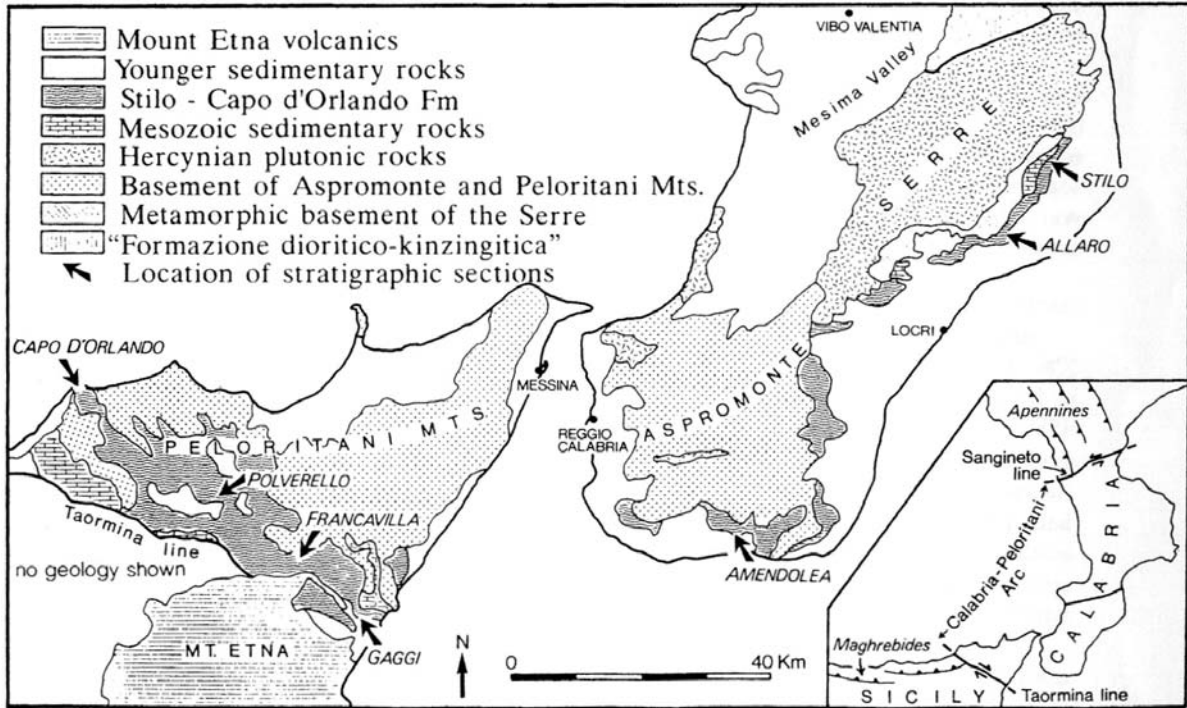 Mount Etna volcanics
Younger sedimentary rocks
Stilo - Capo d'Orlando Fm
Mesozoic sedimentary rocks
Hercynian plutonic rocks
Basement of Aspromonte and Peloritani Mts.
Metamorphic basement of the Serre
“Formazione dioritico-kinzingitica”
Location of stratigraphic sections
VIBO VALENTIA
Mesima Valley
SERRE
STILO
ALLARO
LOCRI
CAPO D'ORLANDO
MESSINA
REGGIO
CALABRIA
ASPROMONTE
PELORITANI MTS
POLVERELLO
FRANCAVILLA
Taormina line
no geology shown
AMENDOLEA
MT. ETNA
GAGGI
N
0 40 Km
Apennines
Sangineto
line
CALABRIA
Calabria-Peloritani
Arc
Maghrebides
SICILY
Taormina line